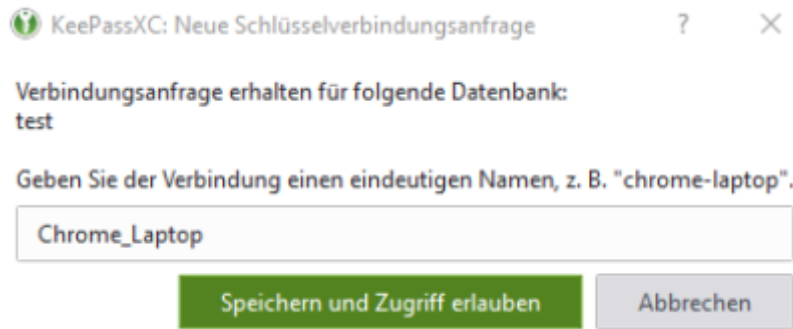 KeePassXC: Neue Schlüsselverbindungsanfrage ?
Verbindungsanfrage erhalten für folgende Datenbank:
test
Geben Sie der Verbindung einen eindeutigen Namen, z. B. "chrome-laptop".
Chrome_Laptop
Speichern und Zugriff erlauben Abbrechen